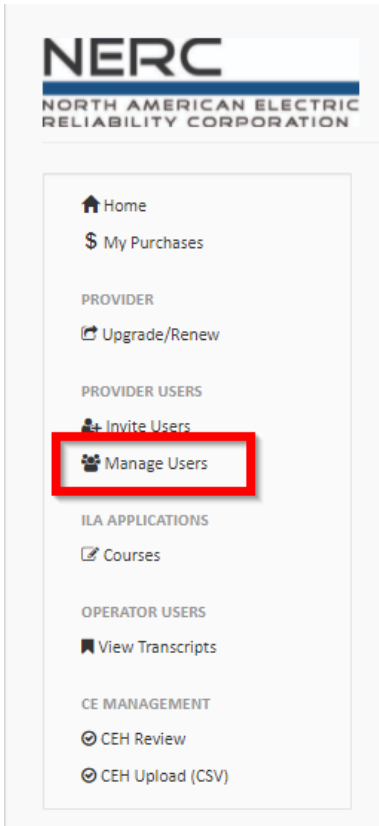 NERC
NORTH AMERICAN ELECTRIC
RELIABILITY CORPORATION
Home
$ My Purchases
PROVIDER
Upgrade/Renew
PROVIDER USERS
Invite Users
Manage Users
ILA APPLICATIONS
Courses
OPERATOR USERS
View Transcripts
CE MANAGEMENT
CEH Review
CEH Upload (CSV)